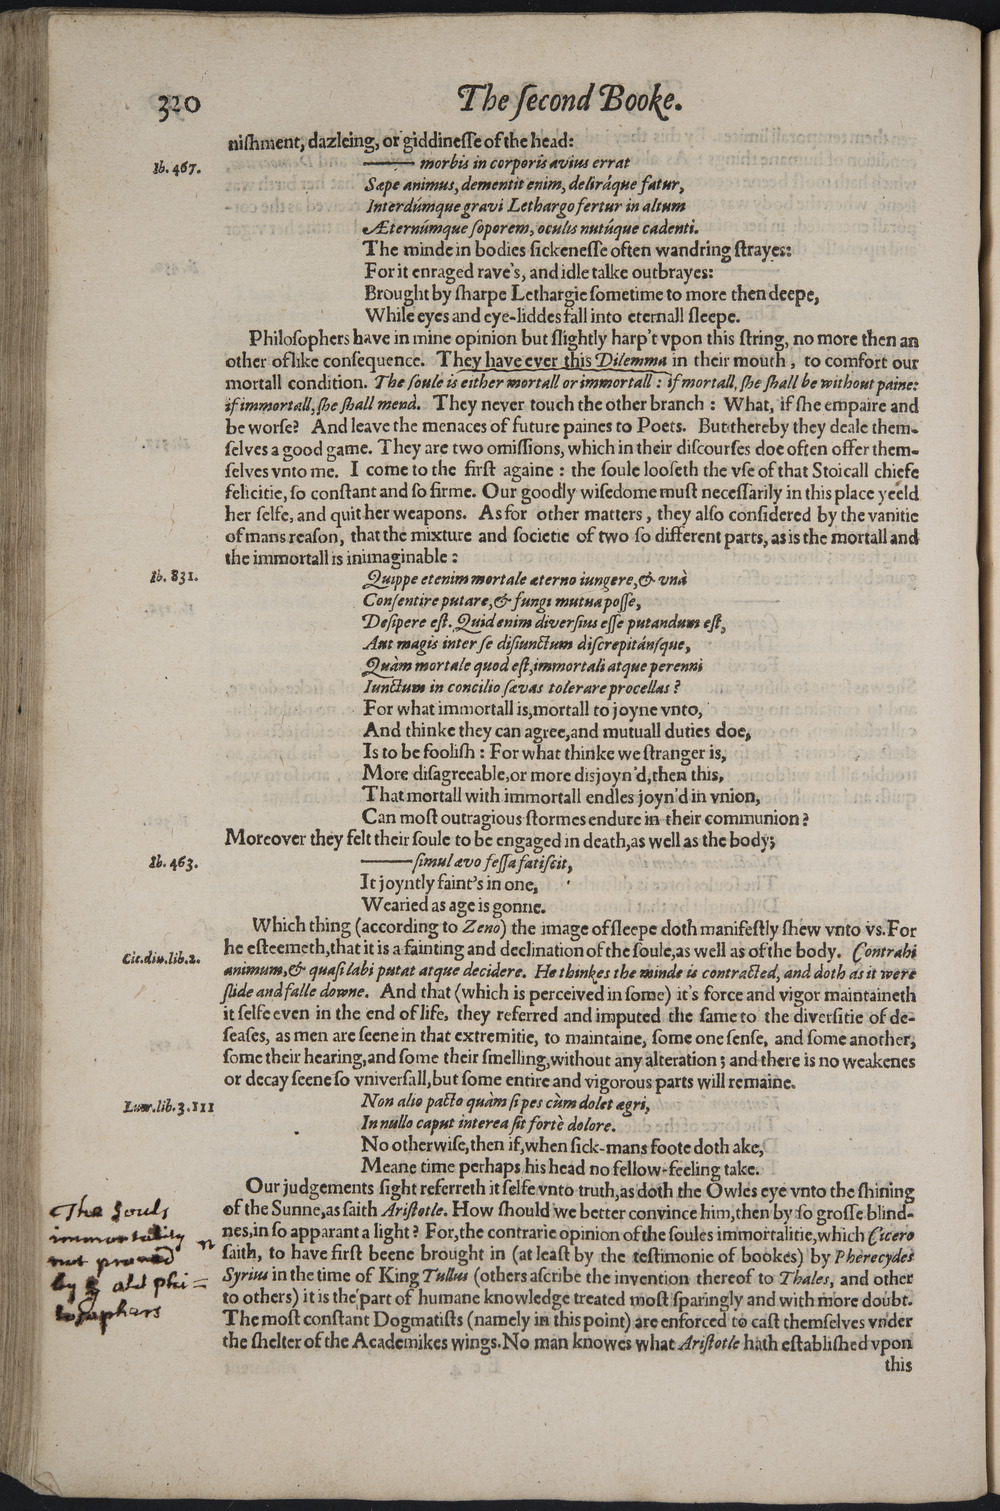 320
The ſecond Booke.
niſhment, dazleing, or giddineſſe of the head:
Ib. 467.
——— morbis in corporis avius errat
Sæpe animus, dementit enim, deliráque fatur,
Interdúmque gravi Lethargo fertur in altum
Æternúmque ſoporem, oculis nutúque cadenti.
The minde in bodies ſickeneſſe often wandring ſtrayes:
For it enraged rave's, and idle talke outbrayes:
Brought by ſharpe Lethargie ſometime to more then deepe,
While eyes and eye-liddes fall into eternall ſleepe.
Philoſophers have in mine opinion but ſlightly harp't vpon this ſtring, no more then an
other of like conſequence. They have ever this Dilemma in their mouth, to comfort our
mortall condition. The ſoule is either mortall or immortall: if mortall, ſhe ſhall be without paine:
if immortall, ſhe ſhall mend. They never touch the other branch: What, if ſhe empaire and
be worſe? And leave the menaces of future paines to Poets. But thereby they deale them-
ſelves a good game. They are two omiſſions, which in their diſcourſes doe often offer them-
ſelves vnto me. I come to the firſt againe: the ſoule looſeth the vſe of that Stoicall chiefe
felicitie, ſo conſtant and ſo firme. Our goodly wiſedome muſt neceſſarily in this place yeeld
her ſelfe, and quit her weapons. As for other matters, they alſo conſidered by the vanitie
of mans reaſon, that the mixture and ſocietie of two ſo different parts, as is the mortall and
the immortall is inimaginable:
Ib. 831.
Quippe etenim mortale æterno iungere, & vnà
Conſentire putare, & fungi mutua poſſe,
Deſipere eſt. Quid enim diverſius eſſe putandum eſt,
Aut magis inter ſe diſiunctum diſcrepitánſque,
Quàm mortale quod eſt, immortali atque perenni
Iunctum in concilio ſævas tolerare procellas?
For what immortall is, mortall to joyne vnto,
And thinke they can agree, and mutuall duties doe,
Is to be fooliſh: For what thinke we ſtranger is,
More diſagreeable, or more disjoyn'd, then this,
That mortall with immortall endles joyn'd in vnion,
Can moſt outragious ſtormes endure in their communion?
Moreover they felt their ſoule to be engaged in death, as well as the body;
Ib. 463.
——— ſimul ævo feſſa fatiſcit,
It joyntly faint's in one,
Wearied as age is gonne.
Which thing (according to Zeno) the image of ſleepe doth manifeſtly ſhew vnto vs. For
he eſteemeth, that it is a fainting and declination of the ſoule, as well as of the body. Contrahi
Cic. diu. lib. 2.
animum, & quaſi labi putat atque decidere. He thinkes the minde is contracted, and doth as it were
ſlide and falle downe. And that (which is perceived in ſome) it's force and vigor maintaineth
it ſelfe even in the end of life, they referred and imputed the ſame to the diverſitie of de-
ſeaſes, as men are ſeene in that extremitie, to maintaine, ſome one ſenſe, and ſome another,
ſome their hearing, and ſome their ſmelling, without any alteration; and there is no weakenes
or decay ſeene ſo vniverſall, but ſome entire and vigorous parts will remaine.
Lucr. lib. 3. 111
Non alio pacto quàm ſi pes cùm dolet ægri,
In nullo caput interea ſit fortè dolore.
No otherwiſe, then if, when ſick-mans foote doth ake,
Meane time perhaps his head no fellow-feeling take.
Our judgements ſight referreth it ſelfe vnto truth, as doth the Owles eye vnto the ſhining
of the Sunne, as ſaith Ariſtotle. How ſhould we better convince him, then by ſo groſſe blind-
nes, in ſo apparant a light? For, the contrarie opinion of the ſoules immortalitie, which Cicero
ſaith, to have firſt beene brought in (at leaſt by the teſtimonie of bookes) by Pherecydes
Syrius in the time of King Tullus (others aſcribe the invention thereof to Thales, and other
to others) it is the part of humane knowledge treated moſt ſparingly and with more doubt.
The moſt conſtant Dogmatiſts (namely in this point) are enforced to caſt themſelves vnder
the ſhelter of the Academikes wings. No man knowes what Ariſtotle hath eſtabliſhed vpon
this
The Souls
immortality
not proved
by old phi=
losophers